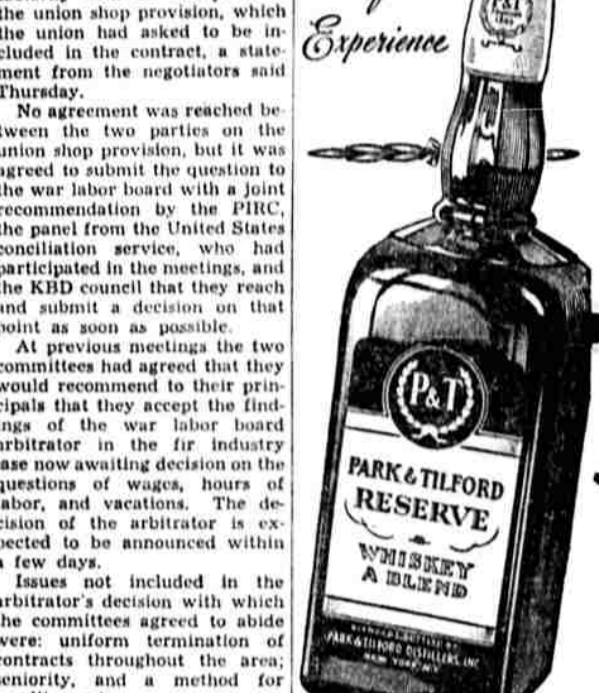 the union shop provision, which
the union had asked to be in-
cluded in the contract, a state-
ment from the negotiators said
Thursday.
No agreement was reached be-
tween the two parties on the
union shop provision, but it was
agreed to submit the question to
the war labor board with a joint
recommendation by the PIRC,
the panel from the United States
conciliation service, who had
participated in the meetings, and
the KBD council that they reach
and submit a decision on that
point as soon as possible.
At previous meetings the two
committees had agreed that they
would recommend to their prin-
cipals that they accept the find-
ings of the war labor board
arbitrator in the fir industry
case now awaiting decision on the
questions of wages, hours of
labor, and vacations. The de-
cision of the arbitrator is ex-
pected to be announced within
a few days.
Issues not included in the
arbitrator's decision with which
the committees agreed to abide
were: uniform termination of
contracts throughout the area;
seniority, and a method for
Experience
P&T
P&T
PARK & TILFORD
RESERVE
WHISKEY
A BLEND
PARK & TILFORD DISTILLERS, INC.
NEW YORK, N.Y.